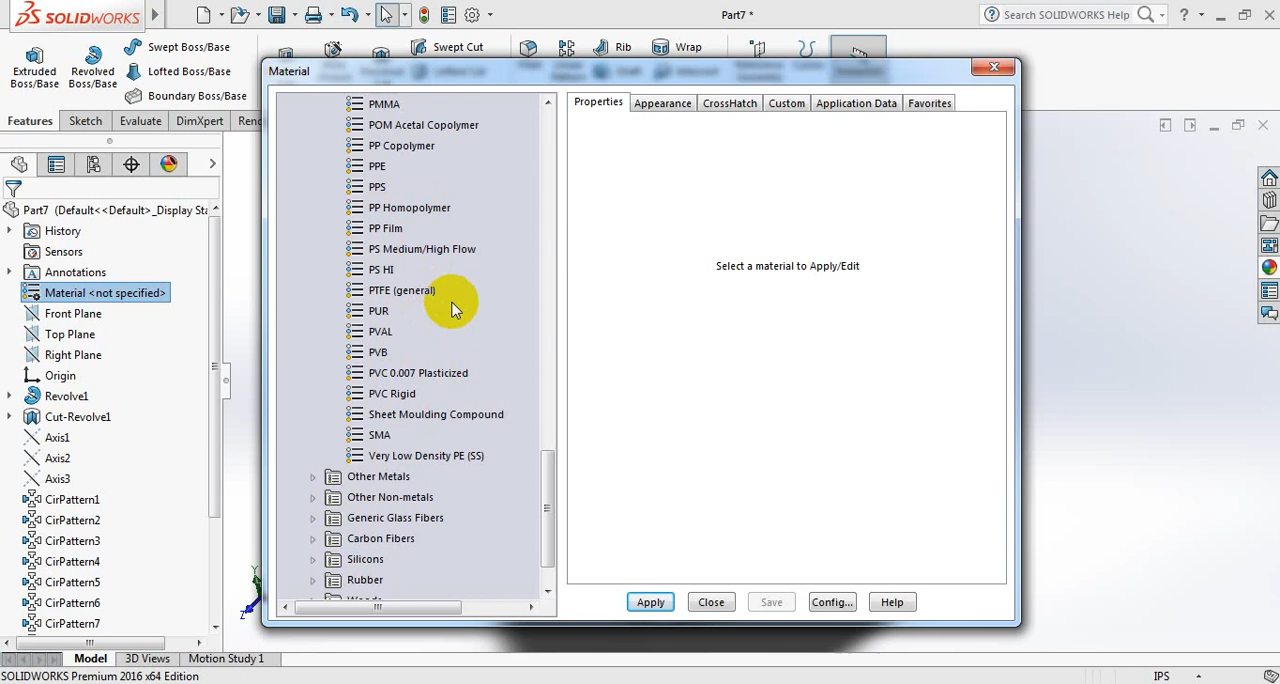 SOLIDWORKS
Part7 *
Search SOLIDWORKS Help
?
Extruded Boss/Base
Revolved Boss/Base
Swept Boss/Base
Lofted Boss/Base
Boundary Boss/Base
Swept Cut
Rib
Wrap
Features
Sketch
Evaluate
DimXpert
Rend
Part7 (Default<<Default>_Display Sta
History
Sensors
Annotations
Material <not specified>
Front Plane
Top Plane
Right Plane
Origin
Revolve1
Cut-Revolve1
Axis1
Axis2
Axis3
CirPattern1
CirPattern2
CirPattern3
CirPattern4
CirPattern5
CirPattern6
CirPattern7
Material
PMMA
POM Acetal Copolymer
PP Copolymer
PPE
PPS
PP Homopolymer
PP Film
PS Medium/High Flow
PS HI
PTFE (general)
PUR
PVAL
PVB
PVC 0.007 Plasticized
PVC Rigid
Sheet Moulding Compound
SMA
Very Low Density PE (SS)
Other Metals
Other Non-metals
Generic Glass Fibers
Carbon Fibers
Silicons
Rubber
Properties
Appearance
CrossHatch
Custom
Application Data
Favorites
Select a material to Apply/Edit
Apply
Close
Save
Config...
Help
Y
Z
Model
3D Views
Motion Study 1
SOLIDWORKS Premium 2016 x64 Edition
IPS